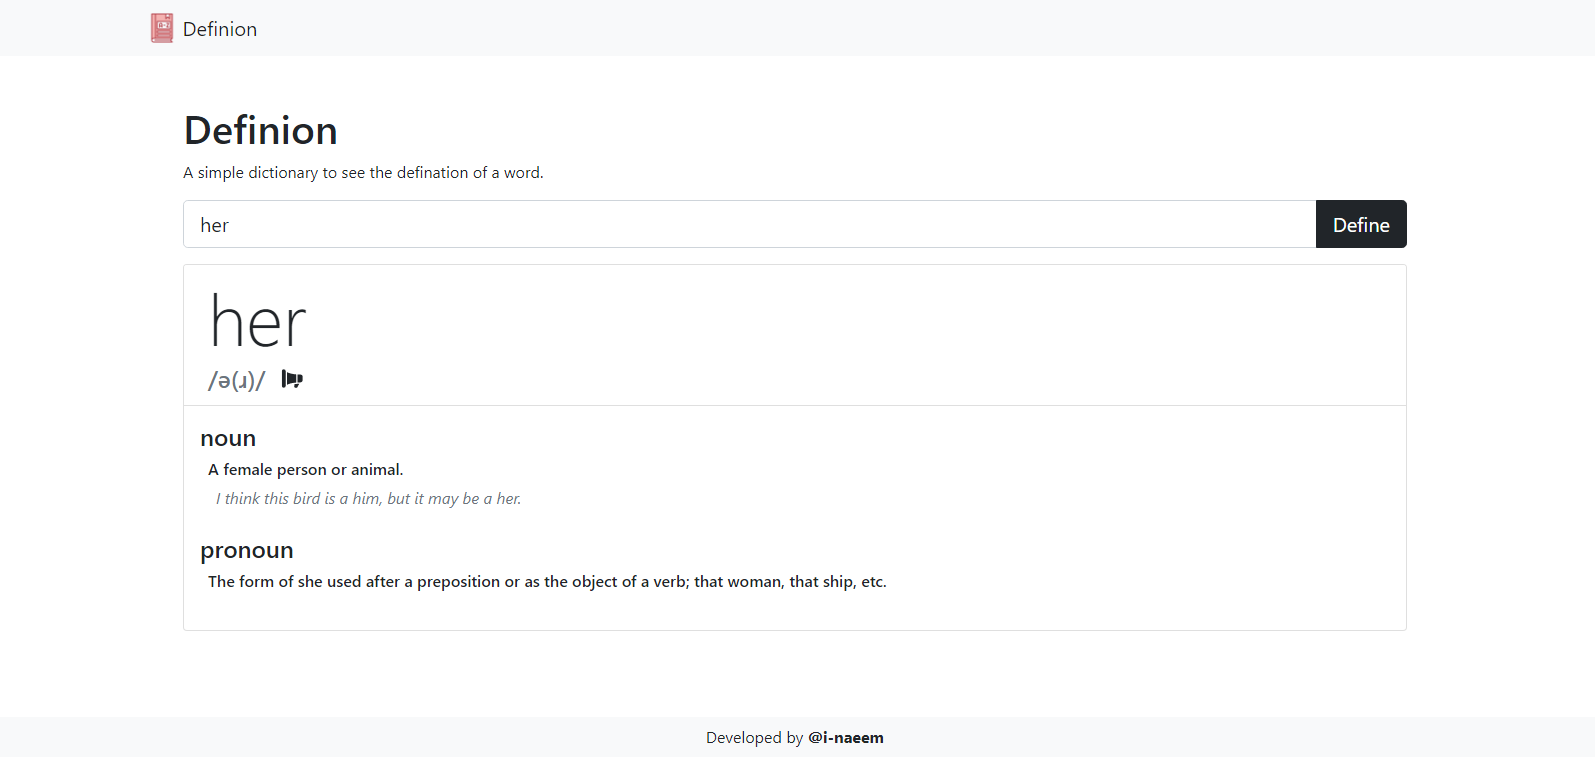 Definion
Definion
A simple dictionary to see the defination of a word.
her
Define
her
/ə(ɹ)/
noun
A female person or animal.
I think this bird is a him, but it may be a her.
pronoun
The form of she used after a preposition or as the object of a verb; that woman, that ship, etc.
Developed by @i-naeem